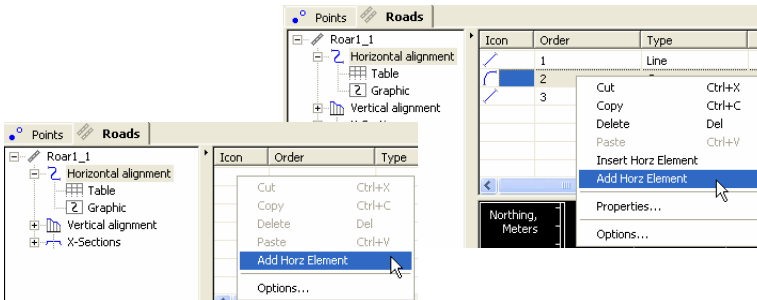 Points Roads
Roar1_1
Horizontal alignment
Table
Graphic
Vertical alignment
Icon Order Type
1 Line
2
3
Cut Ctrl+X
Copy Ctrl+C
Delete Del
Paste Ctrl+V
Insert Horz Element
Add Horz Element
Properties...
Options...
Northing,
Meters
Points Roads
Roar1_1
Horizontal alignment
Table
Graphic
Vertical alignment
X-Sections
Icon Order Type
Cut Ctrl+X
Copy Ctrl+C
Delete Del
Paste Ctrl+V
Add Horz Element
Options...